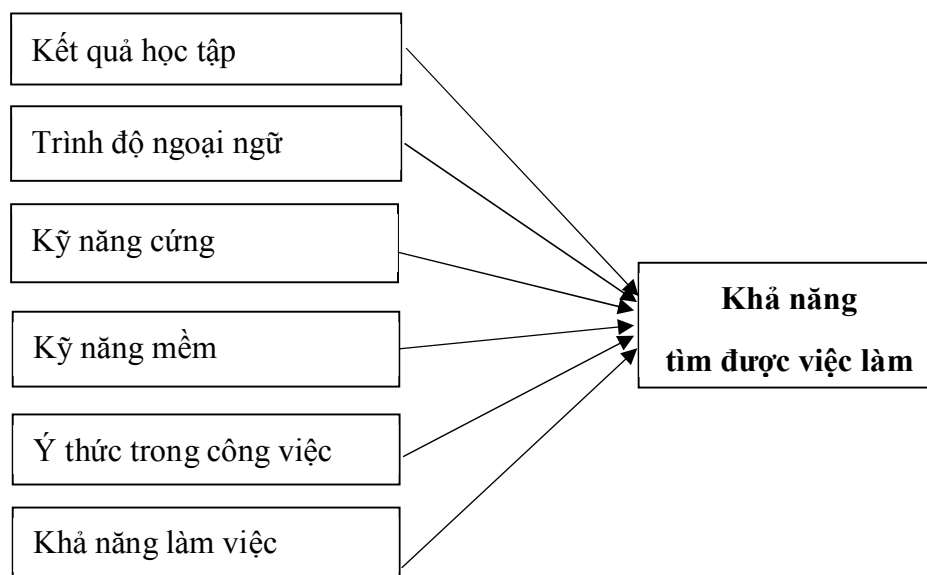 Kết quả học tập
Trình độ ngoại ngữ
Kỹ năng cứng
Kỹ năng mềm
Ý thức trong công việc
Khả năng làm việc
Khả năng
tìm được việc làm